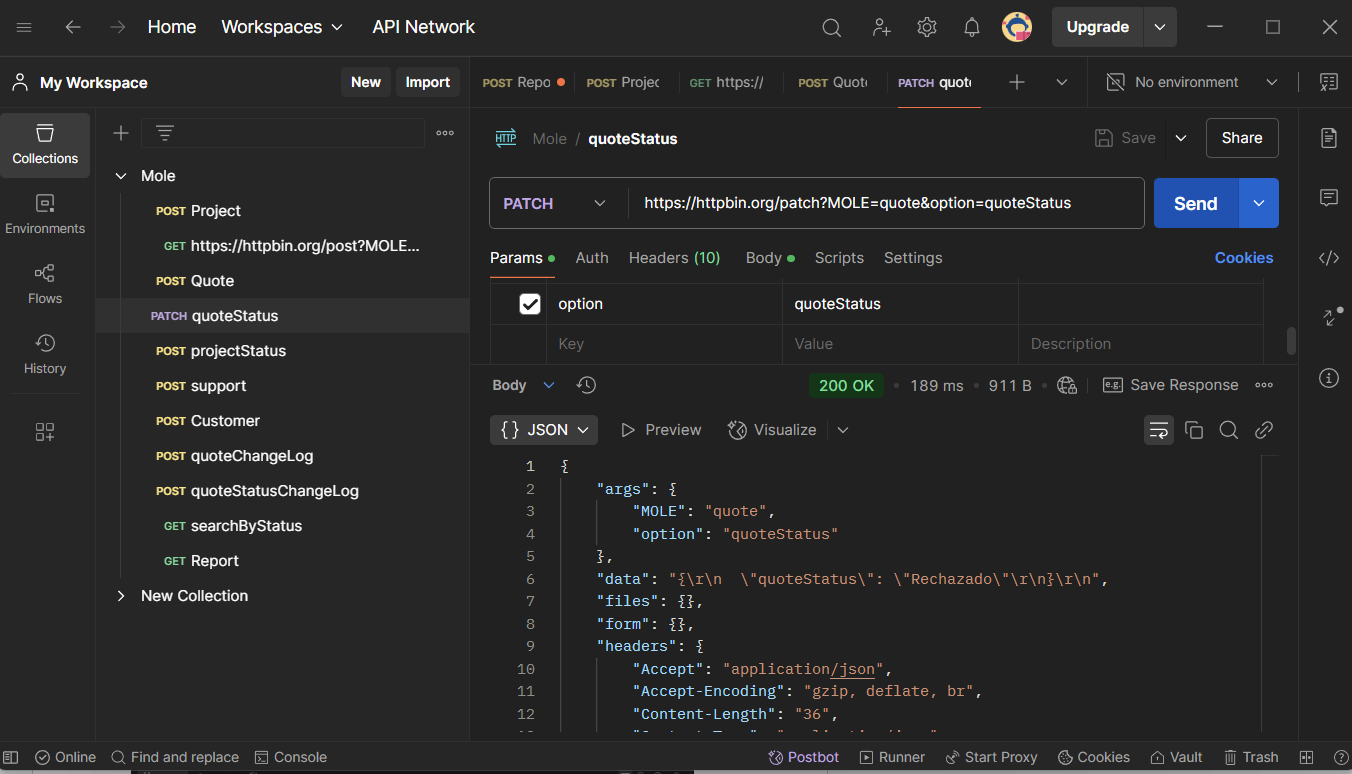 Home Workspaces API Network Upgrade
My Workspace New Import
POST Repo POST Projec GET https:// POST Quot PATCH quot No environment
Collections
Environments
Flows
History
Mole
POST Project
GET https://httpbin.org/post?MOLE...
POST Quote
PATCH quoteStatus
POST projectStatus
POST support
POST Customer
POST quoteChangeLog
POST quoteStatusChangeLog
GET searchByStatus
GET Report
New Collection
HTTP Mole / quoteStatus Save Share
PATCH https://httpbin.org/patch?MOLE=quote&option=quoteStatus Send
Params Auth Headers (10) Body Scripts Settings Cookies
option quoteStatus
Key Value Description
Body 200 OK 189 ms 911 B e.g. Save Response
{} JSON Preview Visualize
1 {
2 "args": {
3 "MOLE": "quote",
4 "option": "quoteStatus"
5 },
6 "data": "{\r\n  \"quoteStatus\": \"Rechazado\"\r\n}\r\n",
7 "files": {},
8 "form": {},
9 "headers": {
10 "Accept": "application/json",
11 "Accept-Encoding": "gzip, deflate, br",
12 "Content-Length": "36",
Online Find and replace Console Postbot Runner Start Proxy Cookies Vault Trash